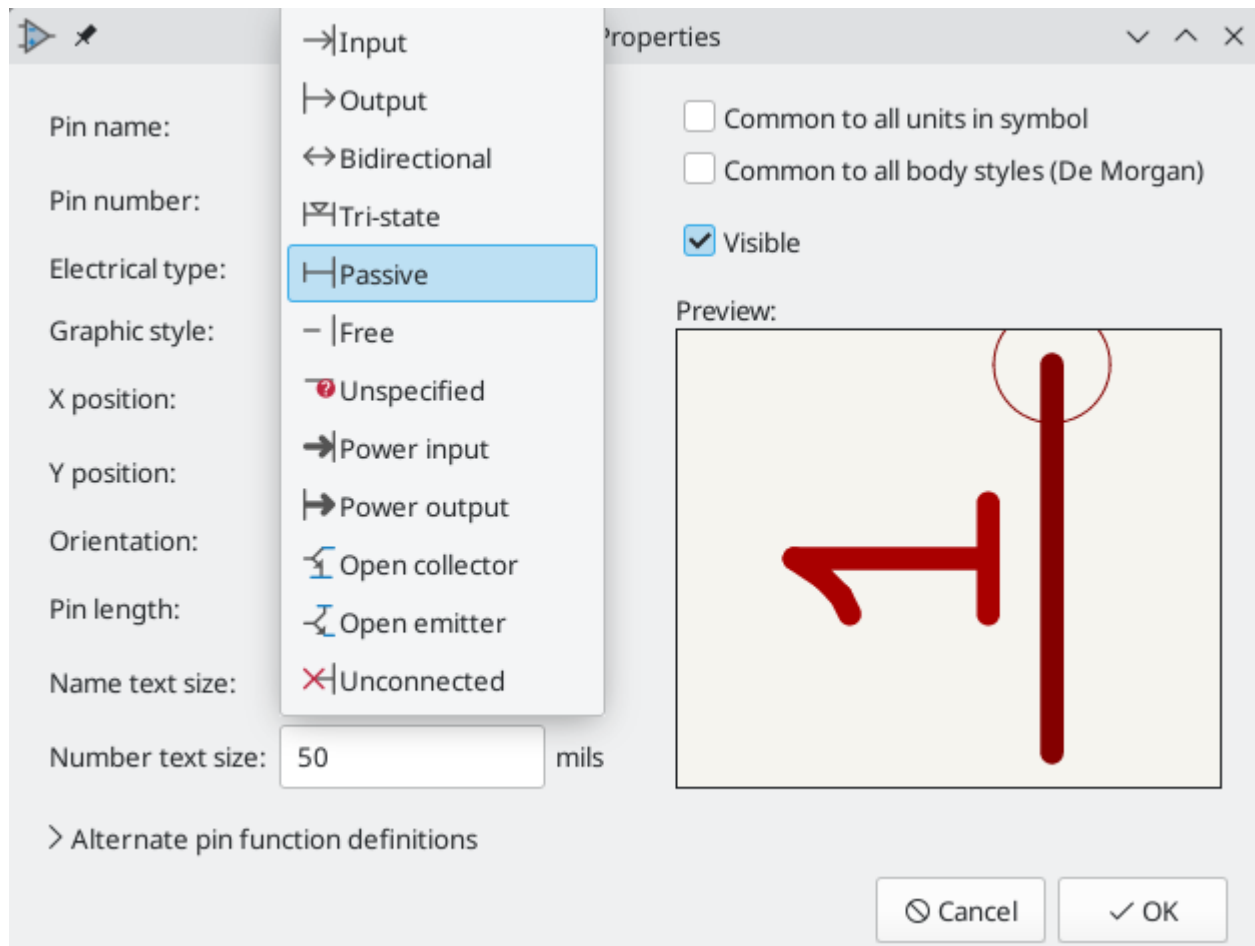 Properties
Pin name:
Pin number:
Electrical type:
Graphic style:
X position:
Y position:
Orientation:
Pin length:
Name text size:
Number text size: 50 mils
Alternate pin function definitions
Input
Output
Bidirectional
Tri-state
Passive
Free
Unspecified
Power input
Power output
Open collector
Open emitter
Unconnected
Common to all units in symbol
Common to all body styles (De Morgan)
Visible
Preview:
1
Cancel
OK